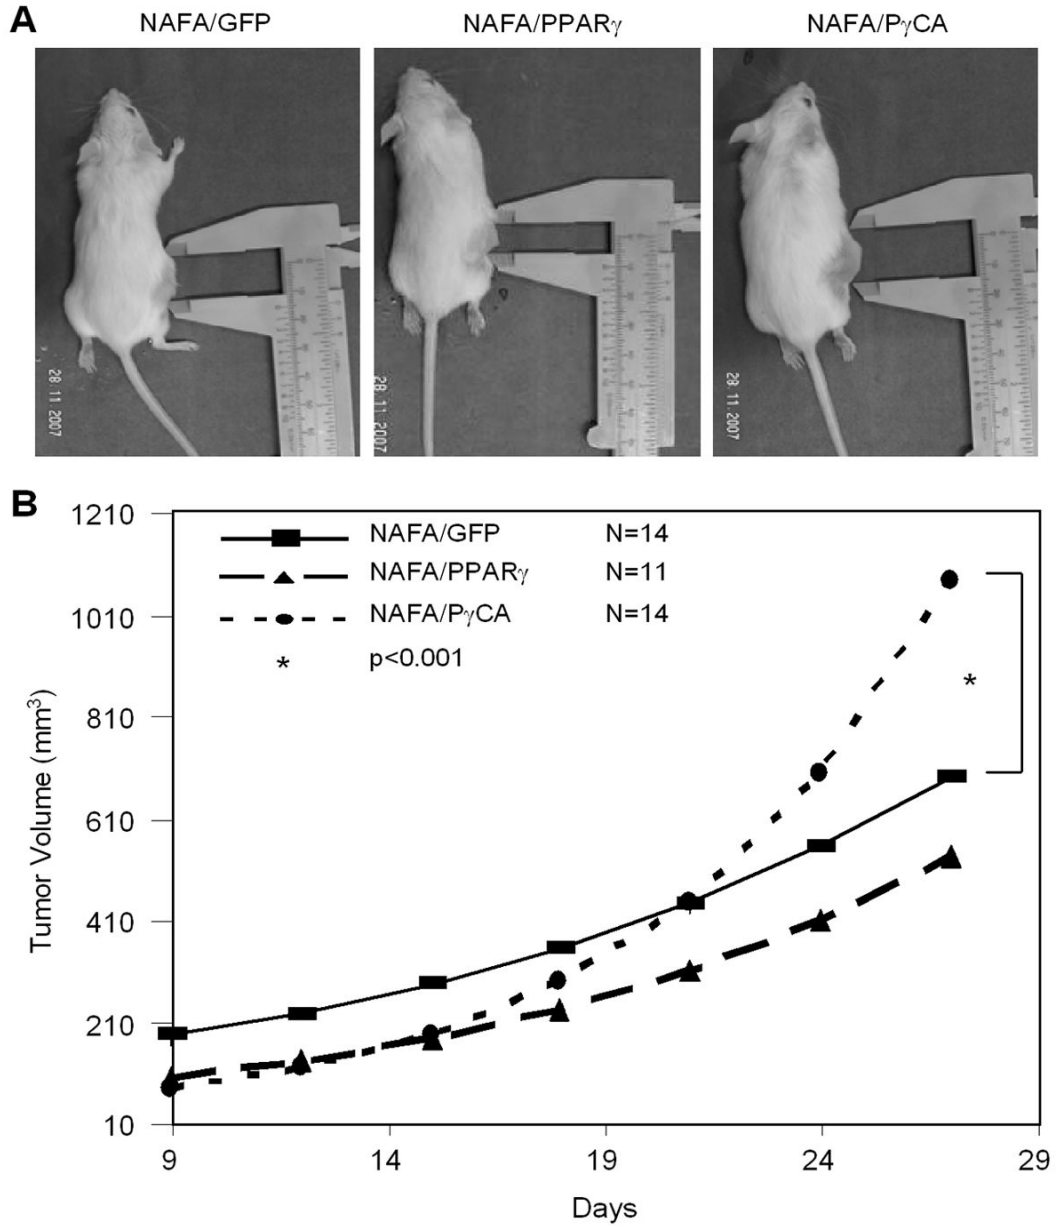 A
NAFA/GFP NAFA/PPARγ NAFA/PγCA
28 11 2007
28 11 2007
28.11.2007
B
1210
1010
810
610
410
210
10
NAFA/GFP N=14
NAFA/PPARγ N=11
NAFA/PγCA N=14
* p<0.001
*
Tumor Volume (mm³)
9 14 19 24 29
Days